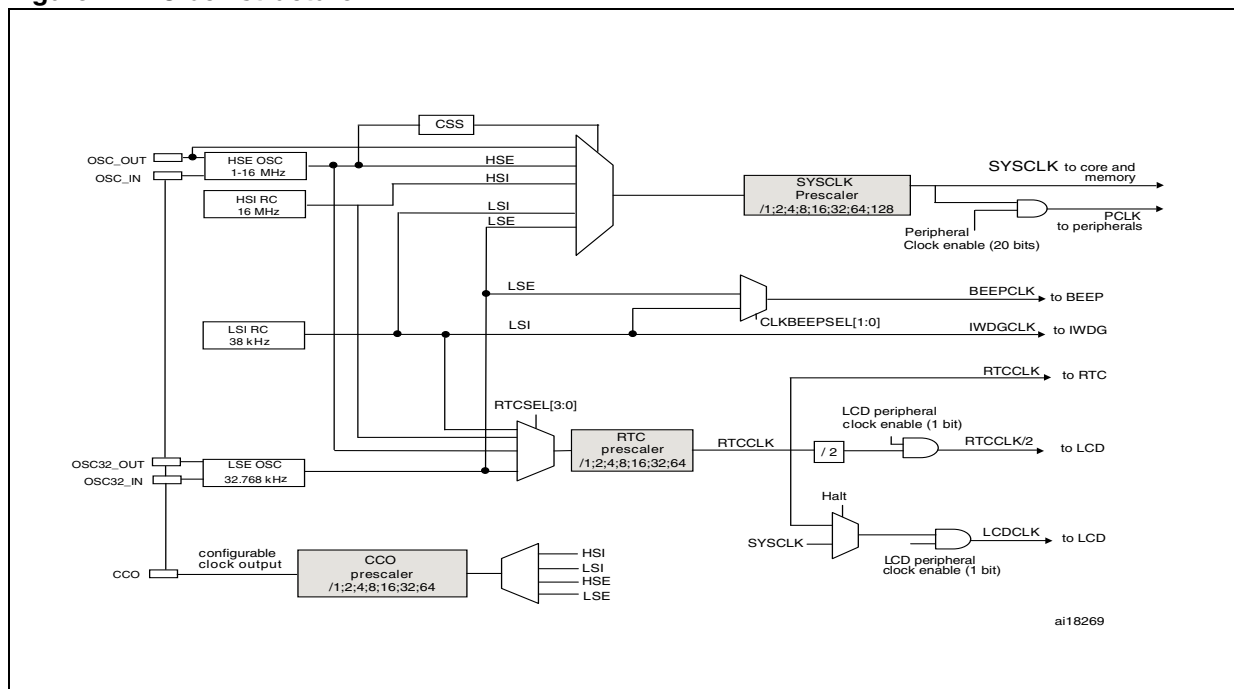 CSS
OSC_OUT
OSC_IN
HSE OSC
1-16 MHz
HSE
HSI RC
16 MHz
HSI
LSI
LSE
SYSCLK
Prescaler
/1;2;4;8;16;32;64;128
SYSCLK to core and
memory
PCLK
to peripherals
Peripheral
Clock enable (20 bits)
LSE
BEEPCLK
to BEEP
CLKBEEPSEL[1:0]
LSI RC
38 kHz
LSI
IWDGCLK
to IWDG
RTCCLK
to RTC
RTCSEL[3:0]
LCD peripheral
clock enable (1 bit)
RTC
prescaler
/1;2;4;8;16;32;64
RTCCLK
/ 2
RTCCLK/2
to LCD
OSC32_OUT
OSC32_IN
LSE OSC
32.768 kHz
Halt
SYSCLK
LCDCLK
to LCD
LCD peripheral
clock enable (1 bit)
CCO
configurable
clock output
CCO
prescaler
/1;2;4;8;16;32;64
HSI
LSI
HSE
LSE
ai18269